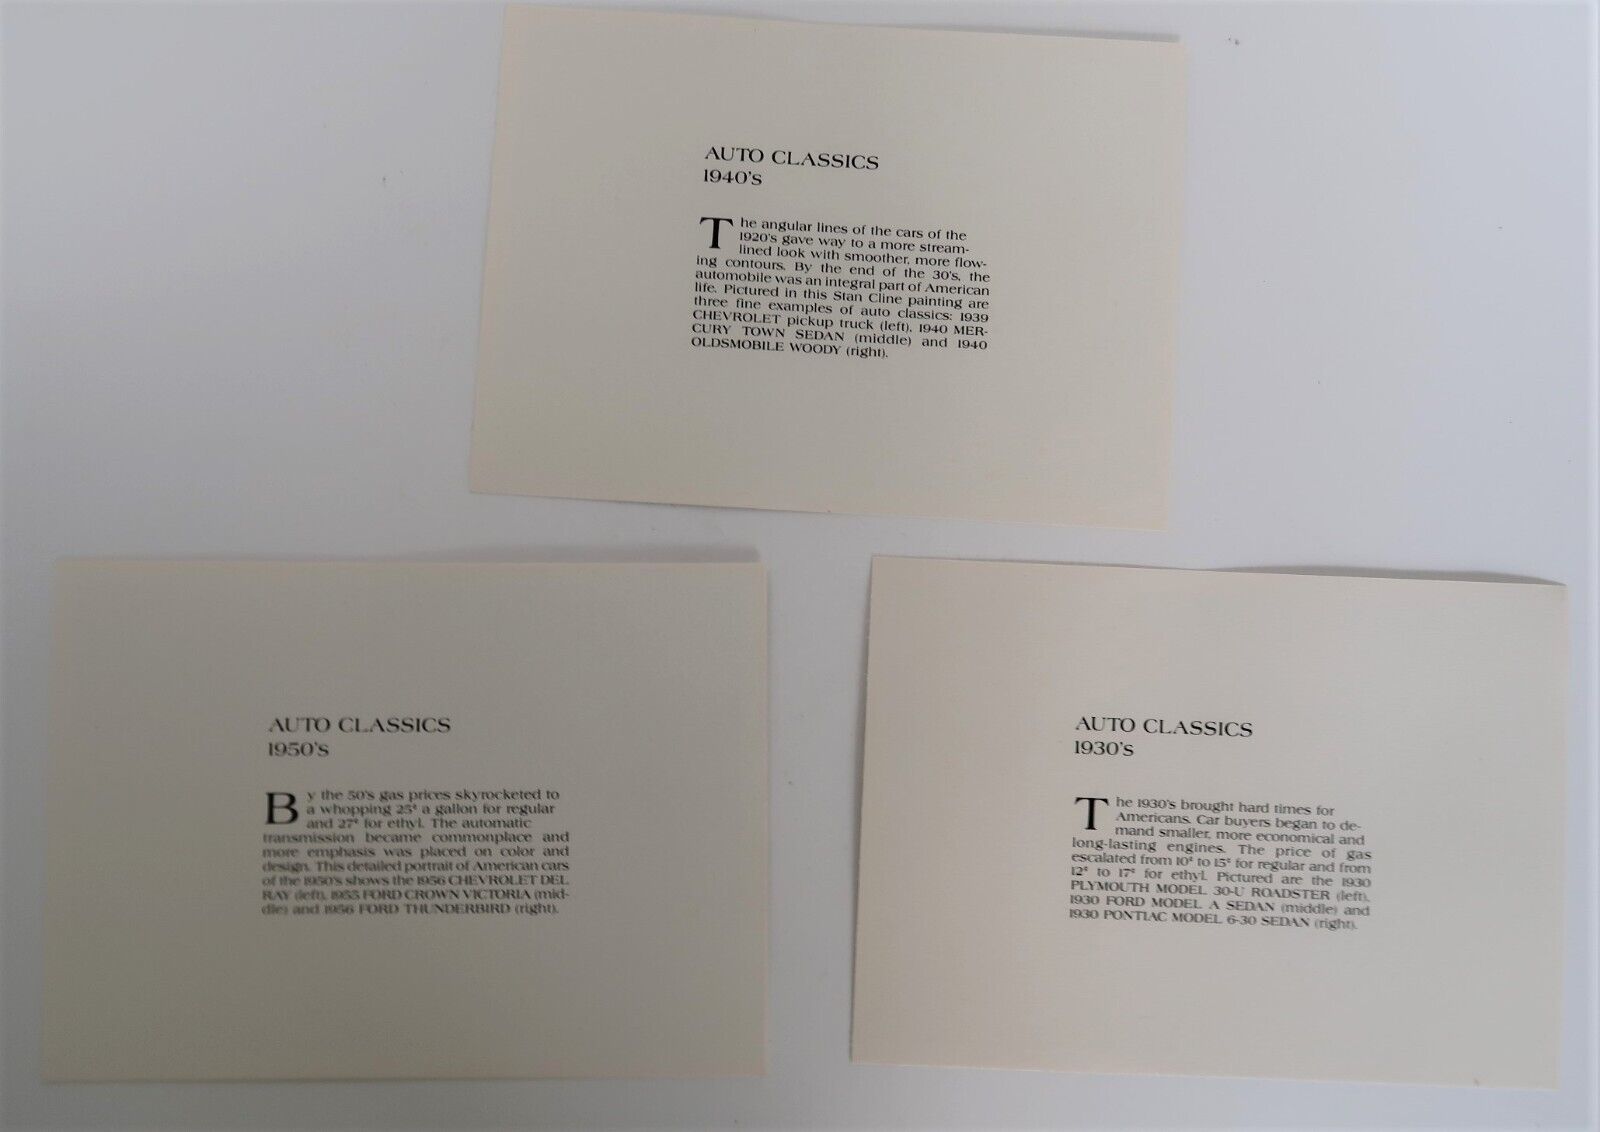 AUTO CLASSICS
1940's
The angular lines of the cars of the
1920's gave way to a more stream-
lined look with smoother, more flow-
ing contours. By the end of the 30's, the
automobile was an integral part of American
life. Pictured in this Stan Cline painting are
three fine examples of auto classics: 1939
CHEVROLET pickup truck (left), 1940 MER-
CURY TOWN SEDAN (middle) and 1940
OLDSMOBILE WOODY (right).
AUTO CLASSICS
1950's
By the 50's gas prices skyrocketed to
a whopping 25¢ a gallon for regular
and 27¢ for ethyl. The automatic
transmission became commonplace and
more emphasis was placed on color and
design. This detailed portrait of American cars
of the 1950's shows the 1956 CHEVROLET DEL
RAY (left), 1955 FORD CROWN VICTORIA (mid-
dle) and 1956 FORD THUNDERBIRD (right).
AUTO CLASSICS
1930's
The 1930's brought hard times for
Americans. Car buyers began to de-
mand smaller, more economical and
long-lasting engines. The price of gas
escalated from 10¢ to 15¢ for regular and from
12¢ to 17¢ for ethyl. Pictured are the 1930
PLYMOUTH MODEL 30-U ROADSTER (left),
1930 FORD MODEL A SEDAN (middle) and
1930 PONTIAC MODEL 6-30 SEDAN (right).